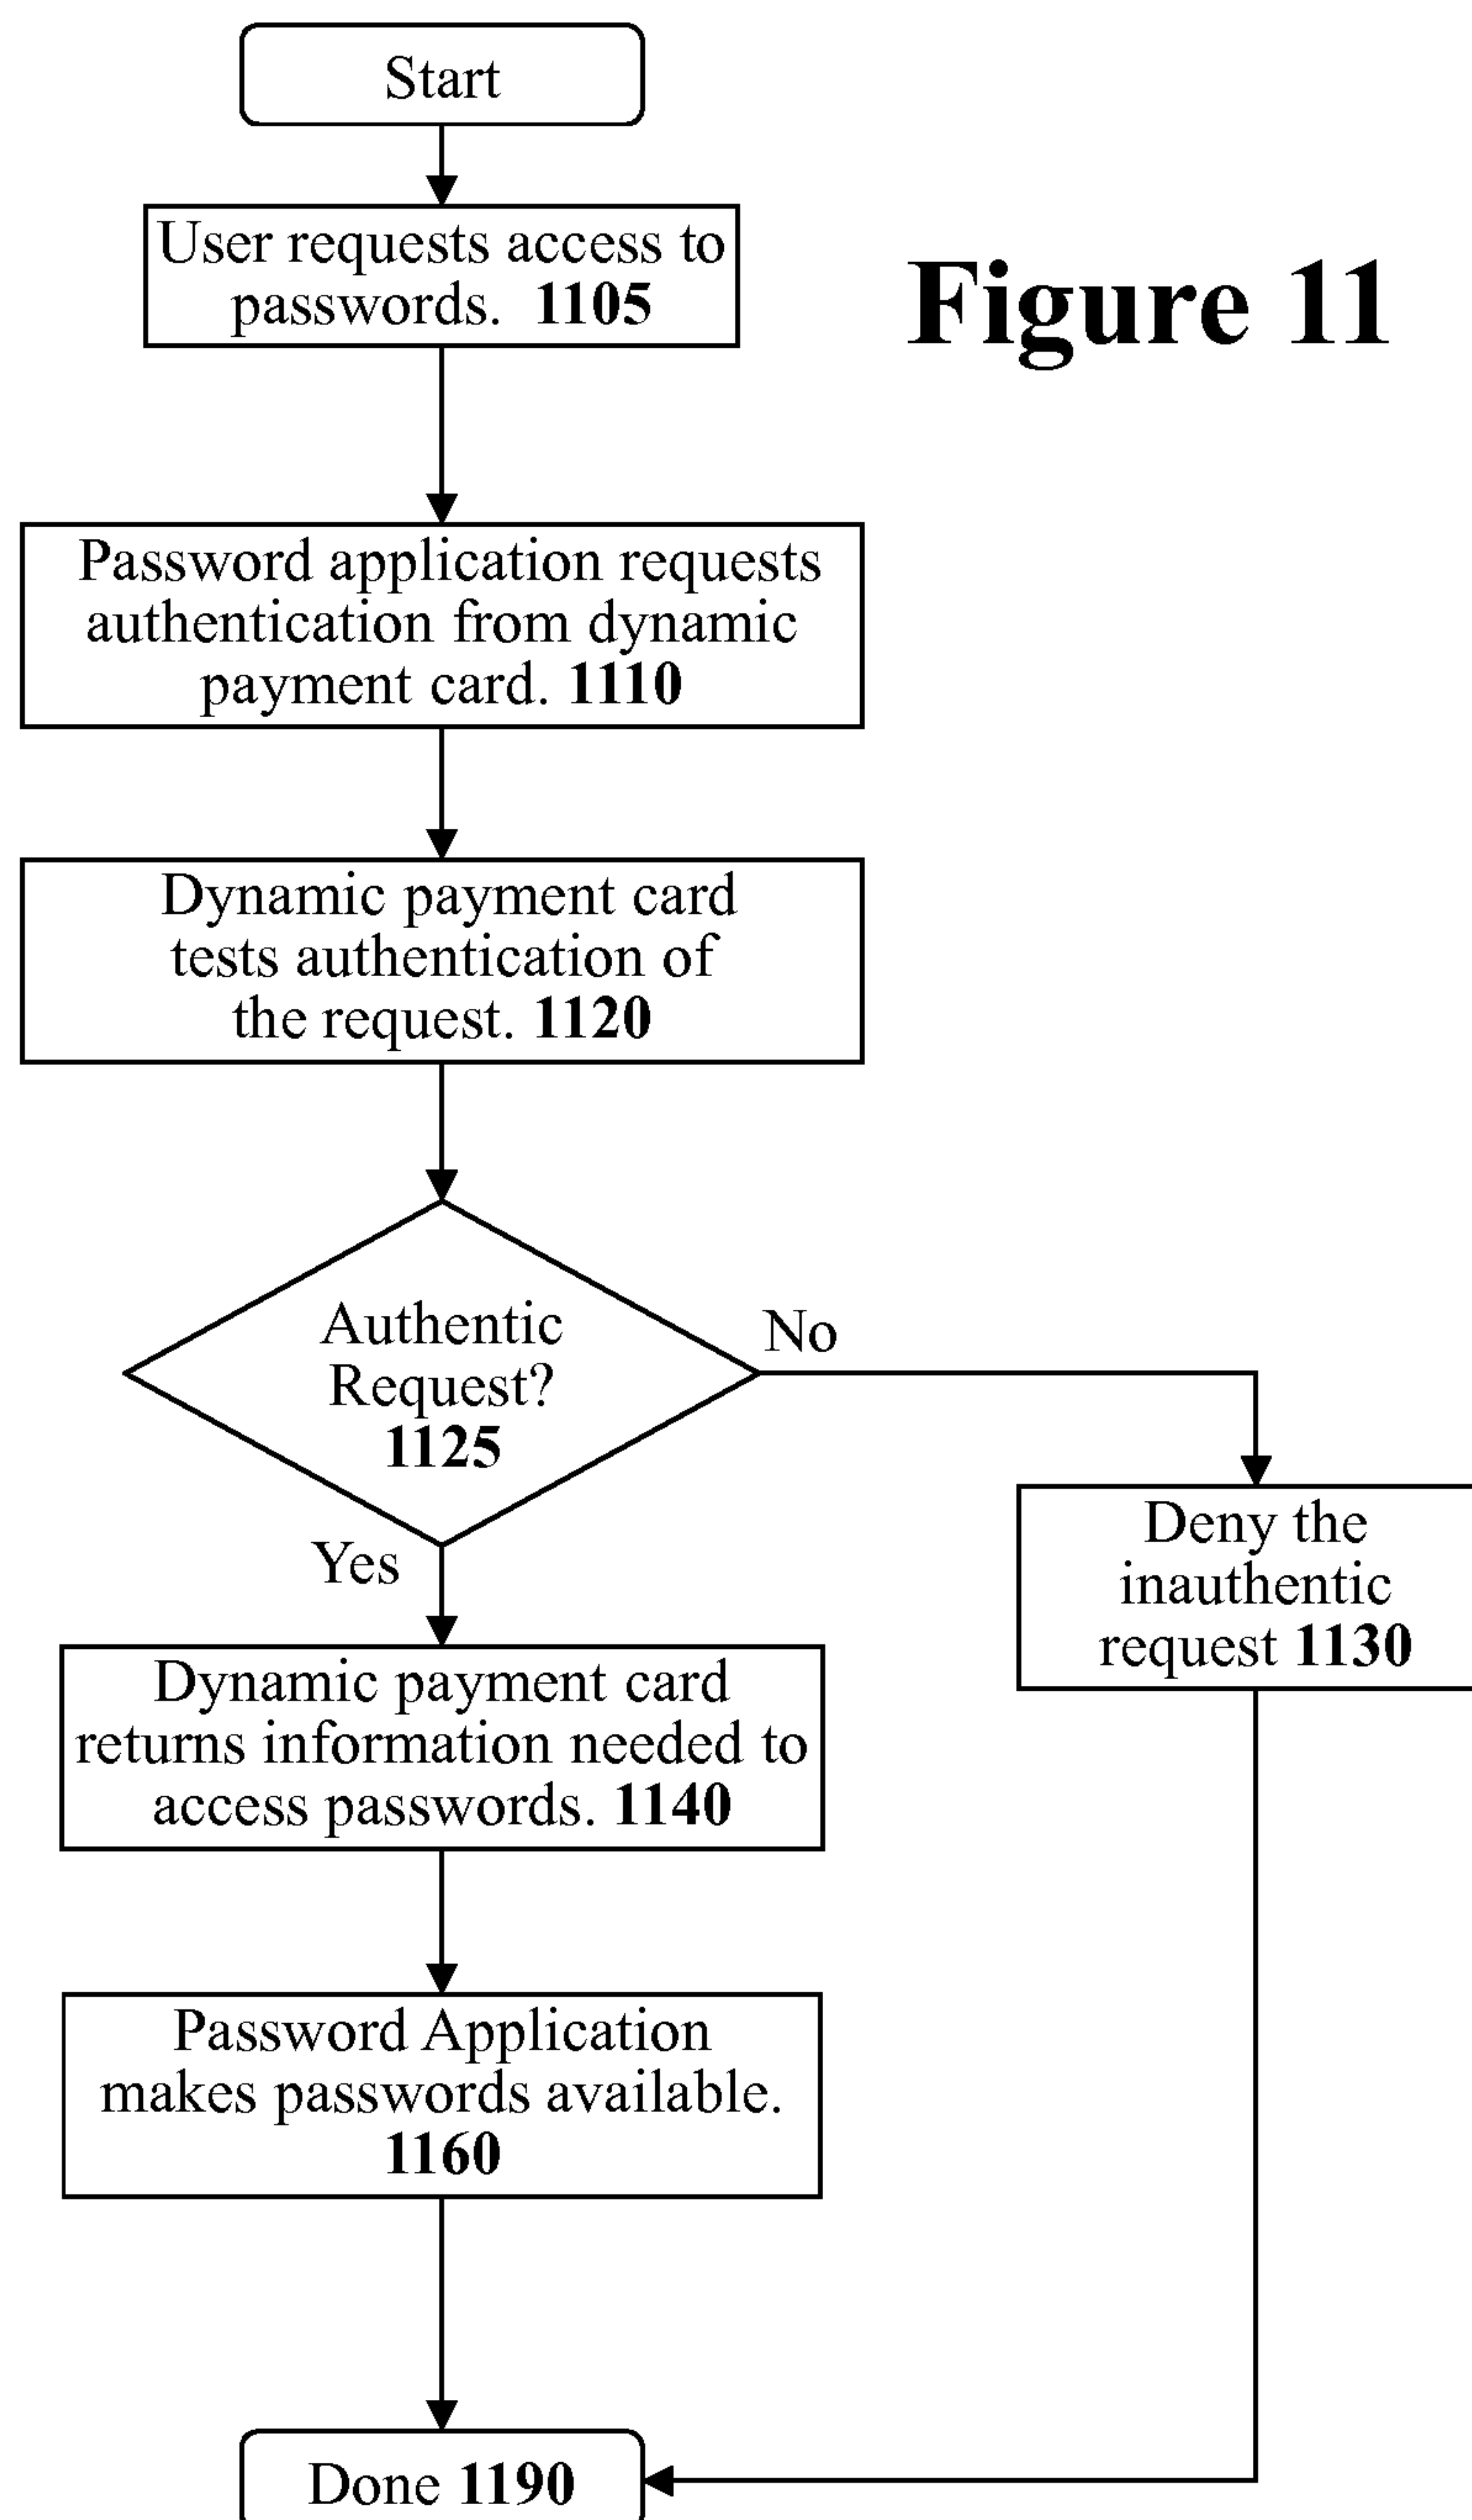 Start
User requests access to
passwords. 1105
Figure 11
Password application requests
authentication from dynamic
payment card. 1110
Dynamic payment card
tests authentication of
the request. 1120
Authentic
Request?
1125
No
Yes
Deny the
inauthentic
request 1130
Dynamic payment card
returns information needed to
access passwords. 1140
Password Application
makes passwords available.
1160
Done 1190